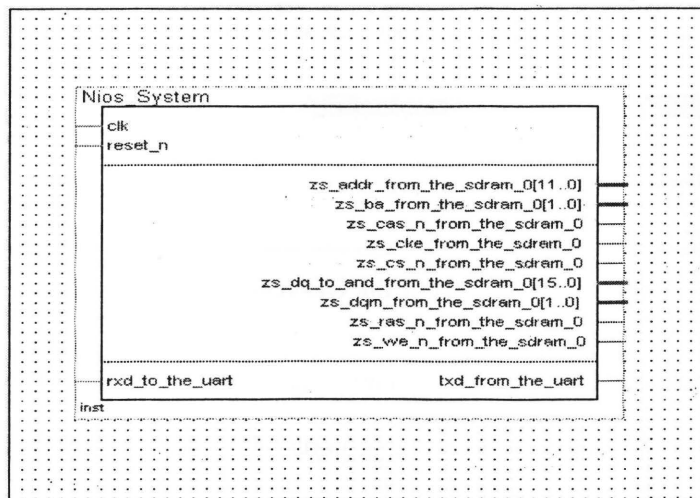 Nios_System
clk
reset_n
zs_addr_from_the_sdram_0[11..0]
zs_ba_from_the_sdram_0[1..0]
zs_cas_n_from_the_sdram_0
zs_cke_from_the_sdram_0
zs_cs_n_from_the_sdram_0
zs_dq_to_and_from_the_sdram_0[15..0]
zs_dqm_from_the_sdram_0[1..0]
zs_ras_n_from_the_sdram_0
zs_we_n_from_the_sdram_0
rxd_to_the_uart txd_from_the_uart
inst